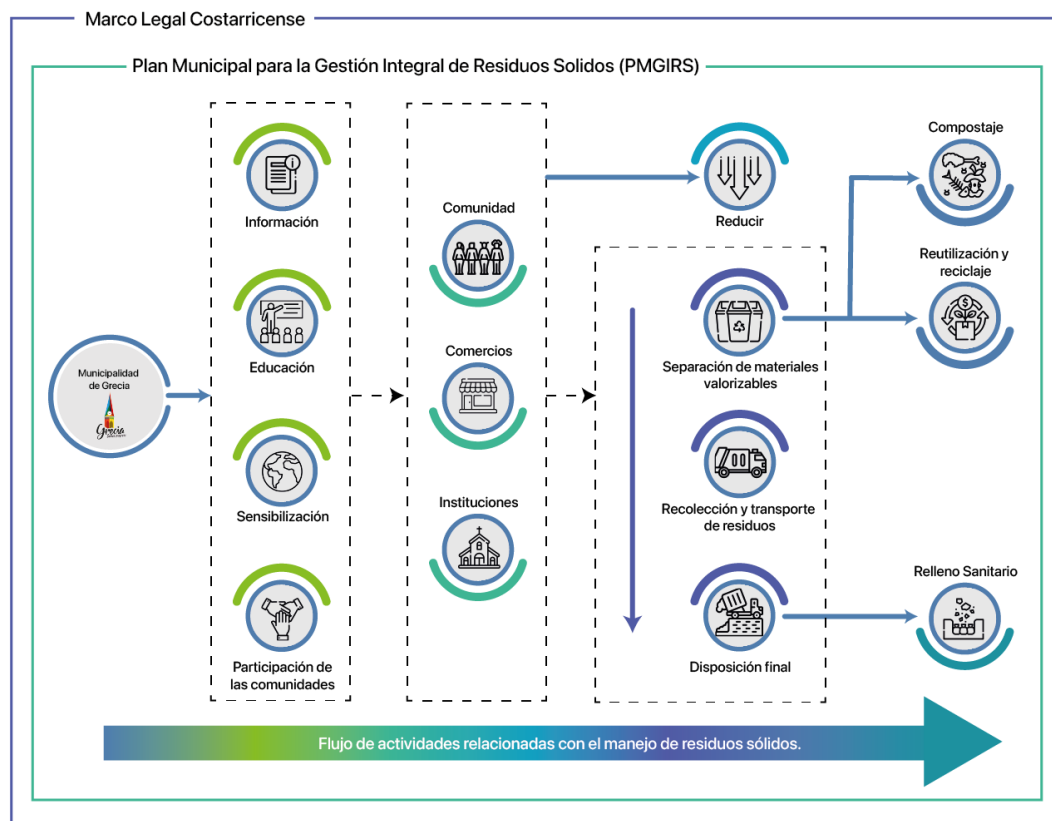 Marco Legal Costarricense
Plan Municipal para la Gestión Integral de Residuos Solidos (PMGIRS)
Municipalidad
de Grecia
Grecia
Información
Educación
Sensibilización
Participación de
las comunidades
Comunidad
Comercios
Instituciones
Reducir
Separación de materiales
valorizables
Recolección y transporte
de residuos
Disposición final
Compostaje
Reutilización y
reciclaje
Relleno Sanitario
Flujo de actividades relacionadas con el manejo de residuos sólidos.